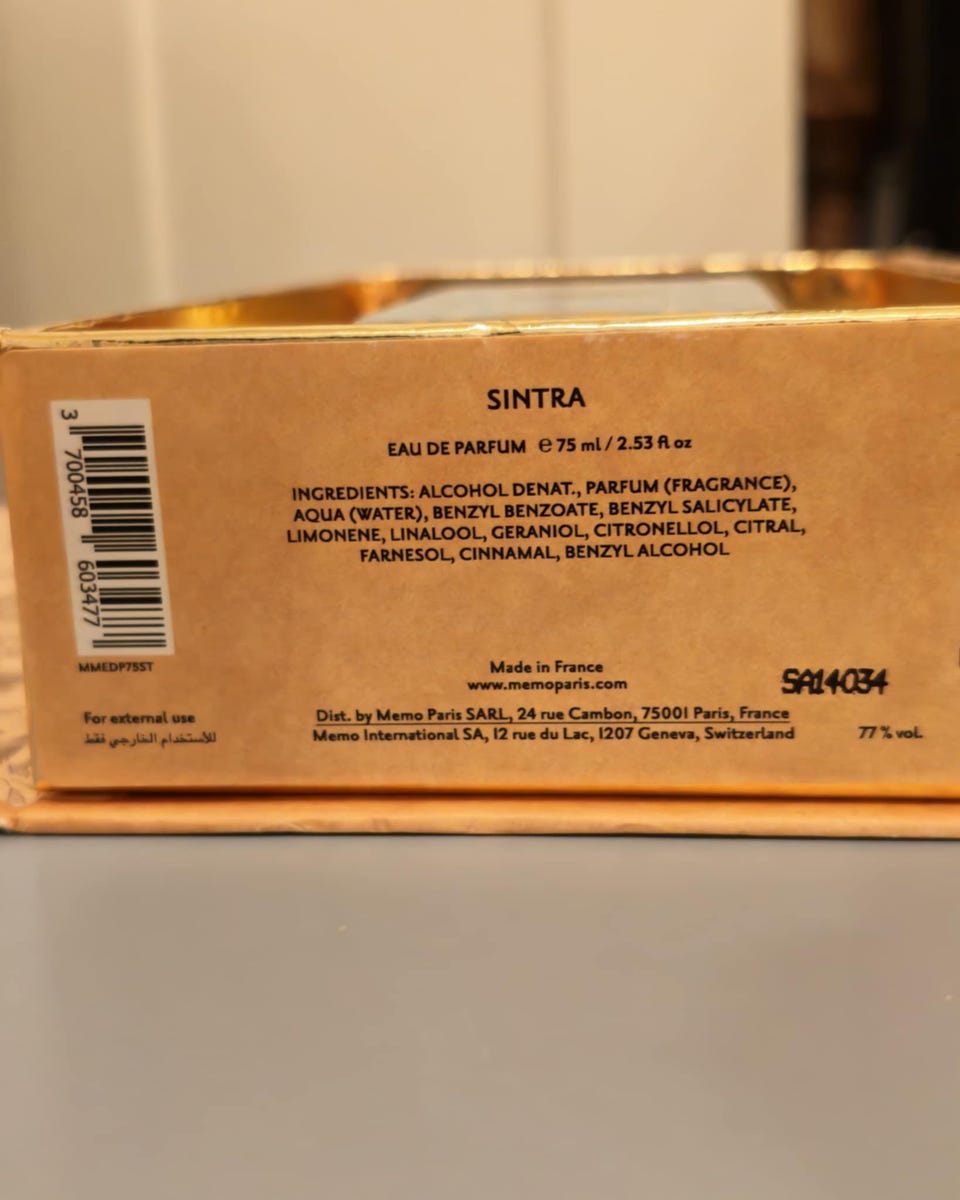 SINTRA
EAU DE PARFUM ℮ 75 ml / 2.53 fl oz
INGREDIENTS: ALCOHOL DENAT., PARFUM (FRAGRANCE),
AQUA (WATER), BENZYL BENZOATE, BENZYL SALICYLATE,
LIMONENE, LINALOOL, GERANIOL, CITRONELLOL, CITRAL,
FARNESOL, CINNAMAL, BENZYL ALCOHOL
3 700458 603477
MMEDP75ST
For external use
للأستخدام الخارجي فقط
Made in France
www.memoparis.com
Dist. by Memo Paris SARL, 24 rue Cambon, 75001 Paris, France
Memo International SA, 12 rue du Lac, 1207 Geneva, Switzerland
SA14034
77 % vol.